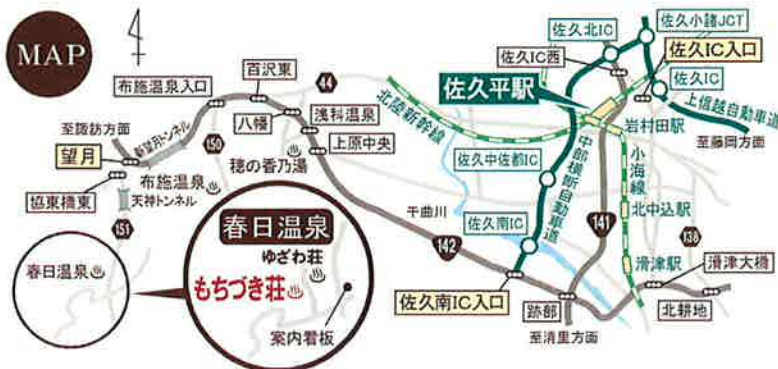 MAP
佐久北IC
佐久小諸JCT
佐久IC西
佐久IC入口
佐久平駅
佐久IC
上信越自動車道
岩村田駅
至藤岡方面
百沢東
44
布施温泉入口
八幡
浅科温泉
上原中央
北陸新幹線
至諏訪方面
新望月トンネル
望月
150
穂の香乃湯
布施温泉
協東橋東
天神トンネル
151
佐久中佐都IC
中部横断自動車道
小海線
141
北中込駅
138
千曲川
佐久南IC
142
滑津駅
滑津大橋
春日温泉
春日温泉
ゆざわ荘
もちづき荘
案内看板
佐久南IC入口
跡部
北耕地
至清里方面